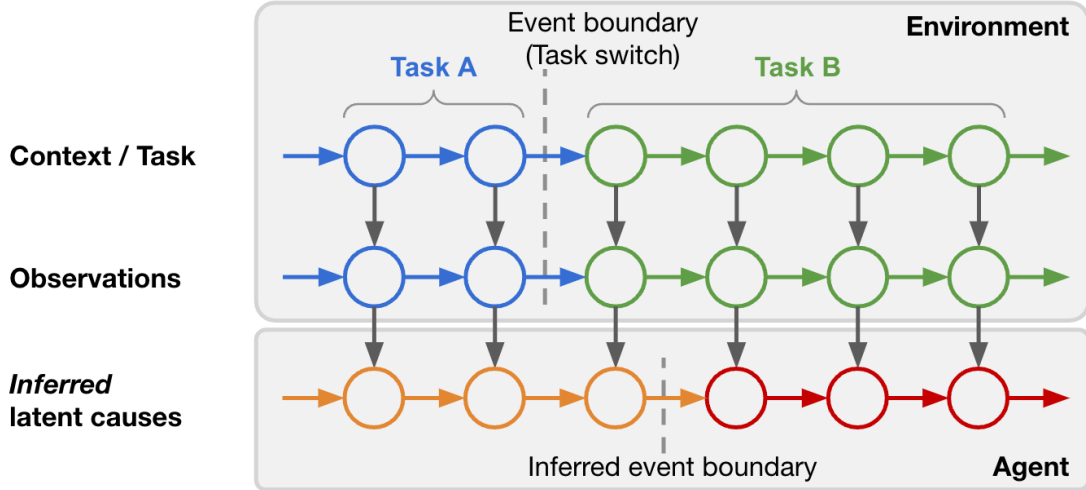 Event boundary
(Task switch)
Environment
Task A
Task B
Context / Task
Observations
Inferred
latent causes
Inferred event boundary
Agent